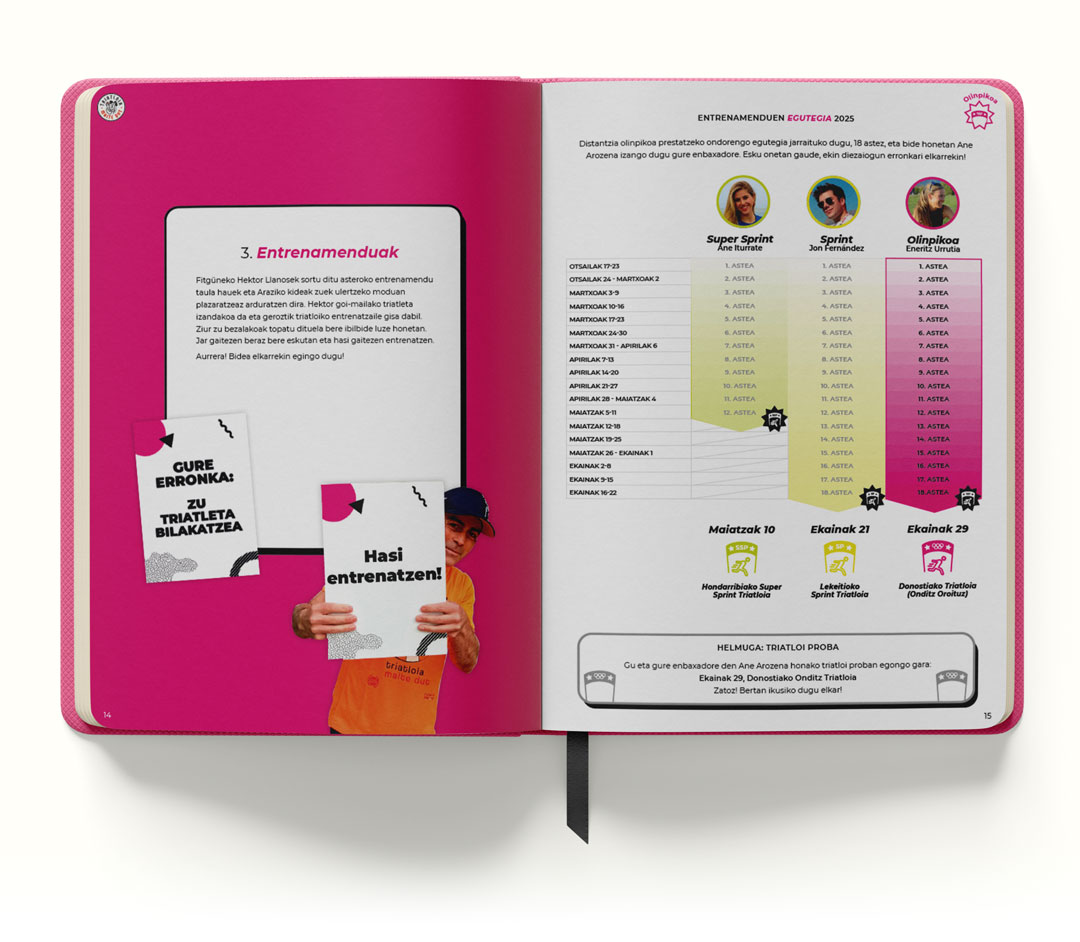 3. Entrenamenduak
Fitgüneko Hektor Llanosek sortu ditu asteroko entrenamendu
taula hauek eta Araziko kideak zuek ulertzeko moduan
plazaratzeaz arduratzen dira. Hektor goi-mailako triatleta
izandakoa da eta geroztik triatloiko entrenatzaile gisa dabil.
Ziur zu bezalakoak topatu dituela bere ibilbide luze honetan.
Jar gaitezen beraz bere eskutan eta hasi gaitezen entrenatzen.
Aurrera! Bidea elkarrekin egingo dugu!
GURE
ERRONKA:
ZU
TRIATLETA
BILAKATZEA
Hasi
entrenatzen!
triatloia
maite dut
14
Olinpikoa
ENTRENAMENDUEN EGUTEGIA 2025
Distantzia olinpikoa prestatzeko ondorengo egutegia jarraituko dugu, 18 astez, eta bide honetan Ane
Arozena izango dugu gure enbaxadore. Esku onetan gaude, ekin diezaiogun erronkari elkarrekin!
Super Sprint Sprint Olinpikoa
Ane Iturrate Jon Fernández Eneritz Urrutia
OTSAILAK 17-23 1. ASTEA 1. ASTEA 1. ASTEA
OTSAILAK 24 - MARTXOAK 2 2. ASTEA 2. ASTEA 2. ASTEA
MARTXOAK 3-9 3. ASTEA 3. ASTEA 3. ASTEA
MARTXOAK 10-16 4. ASTEA 4. ASTEA 4. ASTEA
MARTXOAK 17-23 5. ASTEA 5. ASTEA 5. ASTEA
MARTXOAK 24-30 6. ASTEA 6. ASTEA 6. ASTEA
MARTXOAK 31 - APIRILAK 6 7. ASTEA 7. ASTEA 7. ASTEA
APIRILAK 7-13 8. ASTEA 8. ASTEA 8. ASTEA
APIRILAK 14-20 9. ASTEA 9. ASTEA 9. ASTEA
APIRILAK 21-27 10. ASTEA 10. ASTEA 10. ASTEA
APIRILAK 28 - MAIATZAK 4 11. ASTEA 11. ASTEA 11. ASTEA
MAIATZAK 5-11 12. ASTEA 12. ASTEA 12. ASTEA
MAIATZAK 12-18 13. ASTEA 13. ASTEA
MAIATZAK 19-25 14. ASTEA 14. ASTEA
MAIATZAK 26 - EKAINAK 1 15. ASTEA 15. ASTEA
EKAINAK 2-8 16. ASTEA 16. ASTEA
EKAINAK 9-15 17. ASTEA 17. ASTEA
EKAINAK 16-22 18. ASTEA 18. ASTEA
Maiatzak 10 Ekainak 21 Ekainak 29
SSP SP
Hondarribiako Super Lekeitioko Donostiako Triatloia
Sprint Triatloia Sprint Triatloia (Onditz Oroituz)
HELMUGA: TRIATLOI PROBA
Gu eta gure enbaxadore den Ane Arozena honako triatloi proban egongo gara:
Ekainak 29, Donostiako Onditz Triatloia
Zatoz! Bertan ikusiko dugu elkar!
15